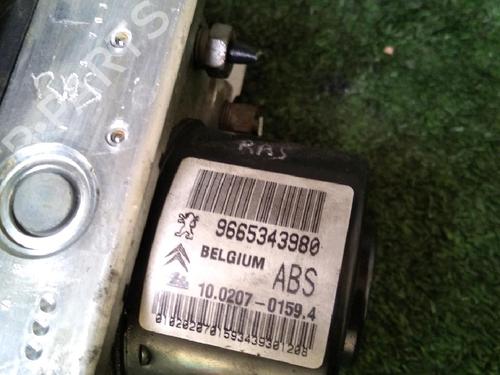 RAS
RAS
9665343980
BELGIUM
ABS
10.0207-0159.4